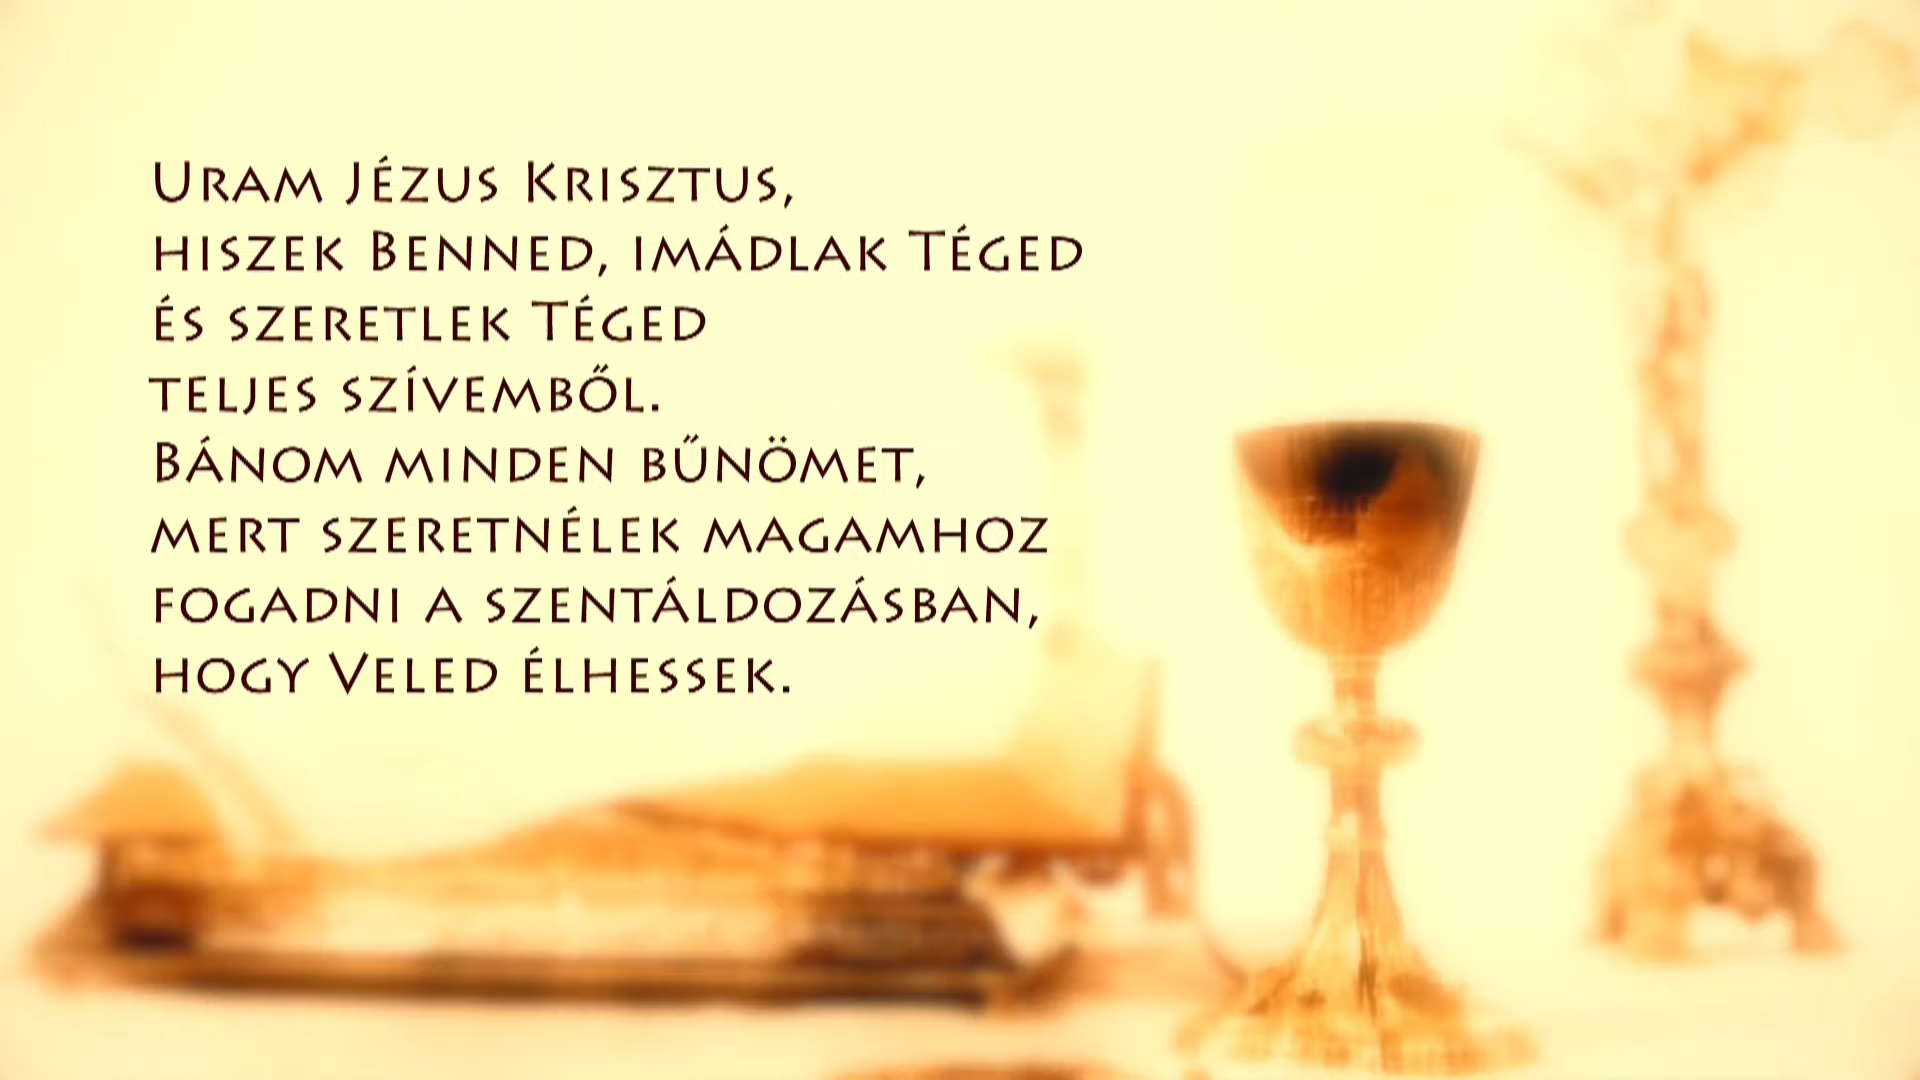 Uram Jézus Krisztus,
hiszek Benned, imádlak Téged
és szeretlek Téged
teljes szívemből.
Bánom minden bűnömet,
mert szeretnélek magamhoz
fogadni a szentáldozásban,
hogy Veled élhessek.